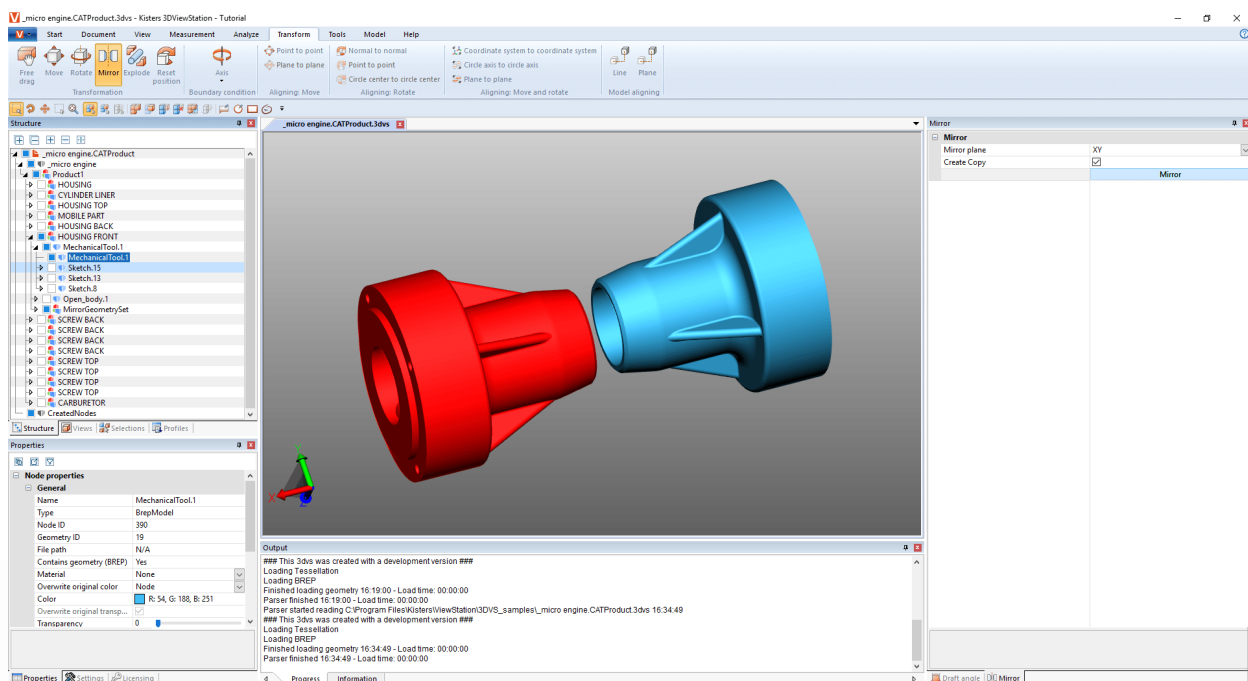 _micro engine.CATProduct.3dvs - Kisters 3DViewStation - Tutorial
V Start Document View Measurement Analyze Transform Tools Model Help
Free drag
Move
Rotate
Mirror
Explode
Reset position
Transformation
Axis
Boundary condition
Point to point
Plane to plane
Aligning: Move
Normal to normal
Point to point
Circle center to circle center
Aligning: Rotate
Coordinate system to coordinate system
Circle axis to circle axis
Plane to plane
Aligning: Move and rotate
Line
Plane
Model aligning
Structure
_micro engine.CATProduct
_micro engine
Product1
HOUSING
CYLINDER LINER
HOUSING TOP
MOBILE PART
HOUSING BACK
HOUSING FRONT
MechanicalTool.1
MechanicalTool.1
Sketch.15
Sketch.13
Sketch.8
Open_body.1
MirrorGeometrySet
SCREW BACK
SCREW BACK
SCREW BACK
SCREW BACK
SCREW TOP
SCREW TOP
SCREW TOP
SCREW TOP
CARBURETOR
CreatedNodes
Structure Views Selections Profiles
Properties
Node properties
General
Name MechanicalTool.1
Type BrepModel
Node ID 390
Geometry ID 19
File path N/A
Contains geometry (BREP) Yes
Material None
Overwrite original color Node
Color R: 54, G: 188, B: 251
Overwrite original transp...
Transparency 0
Properties Settings Licensing
_micro engine.CATProduct.3dvs
X
Z
Output
### This 3dvs was created with a development version ###
Loading Tessellation
Loading BREP
Finished loading geometry 16:19:00 - Load time: 00:00:00
Parser finished 16:19:00 - Load time: 00:00:00
Parser started reading C:\Program Files\Kisters\ViewStation\3DVS_samples\_micro engine.CATProduct.3dvs 16:34:49
### This 3dvs was created with a development version ###
Loading Tessellation
Loading BREP
Finished loading geometry 16:34:49 - Load time: 00:00:00
Parser finished 16:34:49 - Load time: 00:00:00
Progress Information
Mirror
Mirror
Mirror plane XY
Create Copy
Mirror
Draft angle Mirror